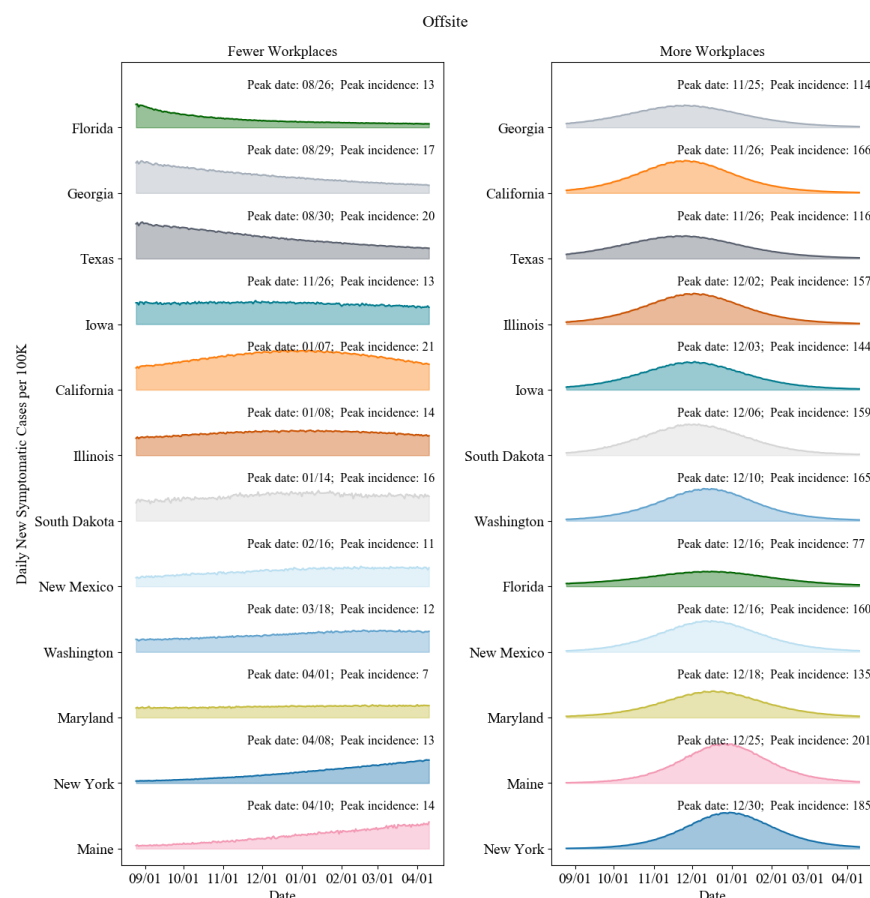 Offsite
Fewer Workplaces
Daily New Symptomatic Cases per 100K
Peak date: 08/26;  Peak incidence: 13
Florida
Peak date: 08/29;  Peak incidence: 17
Georgia
Peak date: 08/30;  Peak incidence: 20
Texas
Peak date: 11/26;  Peak incidence: 13
Iowa
Peak date: 01/07;  Peak incidence: 21
California
Peak date: 01/08;  Peak incidence: 14
Illinois
Peak date: 01/14;  Peak incidence: 16
South Dakota
Peak date: 02/16;  Peak incidence: 11
New Mexico
Peak date: 03/18;  Peak incidence: 12
Washington
Peak date: 04/01;  Peak incidence: 7
Maryland
Peak date: 04/08;  Peak incidence: 13
New York
Peak date: 04/10;  Peak incidence: 14
Maine
09/01 10/01 11/01 12/01 01/01 02/01 03/01 04/01
Date
More Workplaces
Peak date: 11/25;  Peak incidence: 114
Georgia
Peak date: 11/26;  Peak incidence: 166
California
Peak date: 11/26;  Peak incidence: 116
Texas
Peak date: 12/02;  Peak incidence: 157
Illinois
Peak date: 12/03;  Peak incidence: 144
Iowa
Peak date: 12/06;  Peak incidence: 159
South Dakota
Peak date: 12/10;  Peak incidence: 165
Washington
Peak date: 12/16;  Peak incidence: 77
Florida
Peak date: 12/16;  Peak incidence: 160
New Mexico
Peak date: 12/18;  Peak incidence: 135
Maryland
Peak date: 12/25;  Peak incidence: 201
Maine
Peak date: 12/30;  Peak incidence: 185
New York
09/01 10/01 11/01 12/01 01/01 02/01 03/01 04/01
Date